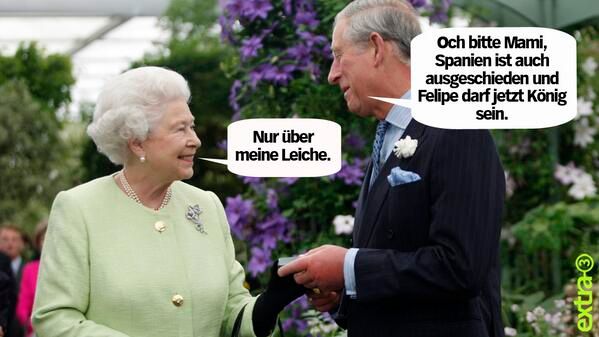 Och bitte Mami,
Spanien ist auch
ausgeschieden und
Felipe darf jetzt König
sein.
Nur über
meine Leiche.
extra 3